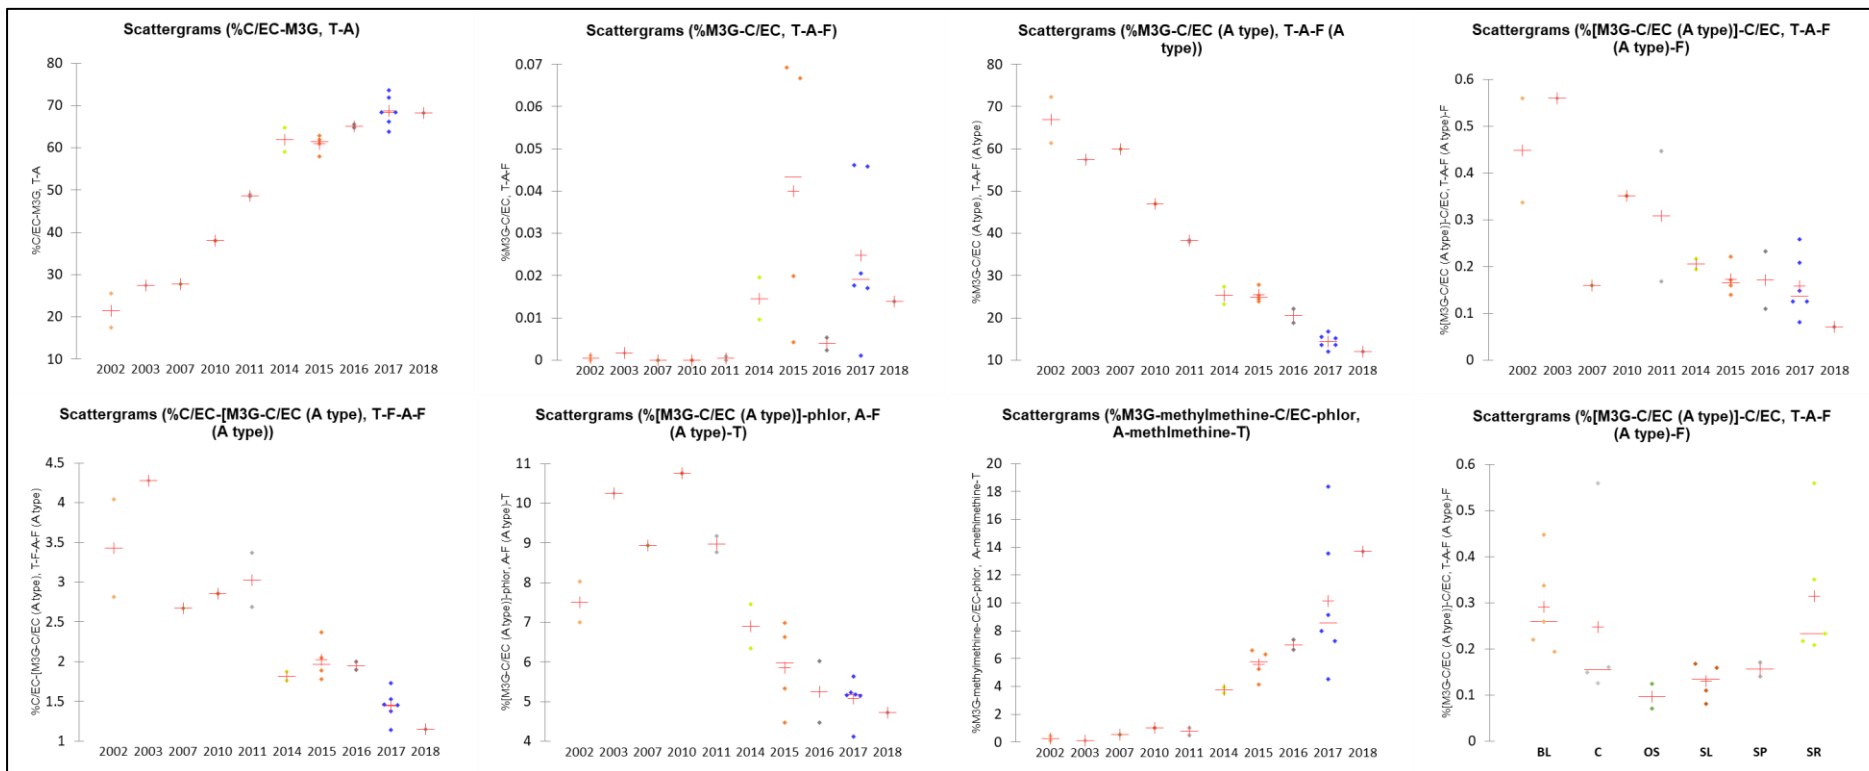 Scattergrams (%C/EC-M3G, T-A)
%C/EC-M3G, T-A
80
70
60
50
40
30
20
10
2002 2003 2007 2010 2011 2014 2015 2016 2017 2018
Scattergrams (%M3G-C/EC, T-A-F)
%M3G-C/EC, T-A-F
0.07
0.06
0.05
0.04
0.03
0.02
0.01
0
2002 2003 2007 2010 2011 2014 2015 2016 2017 2018
Scattergrams (%M3G-C/EC (A type), T-A-F (A
type))
%M3G-C/EC (A type), T-A-F (A type)
80
70
60
50
40
30
20
10
2002 2003 2007 2010 2011 2014 2015 2016 2017 2018
Scattergrams (%[M3G-C/EC (A type)]-C/EC, T-A-F
(A type)-F)
%[M3G-C/EC (A type)]-C/EC, T-A-F (A type)-F
0.6
0.5
0.4
0.3
0.2
0.1
0
2002 2003 2007 2010 2011 2014 2015 2016 2017 2018
Scattergrams (%C/EC-[M3G-C/EC (A type), T-F-A-F
(A type))
%C/EC-[M3G-C/EC (A type), T-F-A-F (A type)
4.5
4
3.5
3
2.5
2
1.5
1
2002 2003 2007 2010 2011 2014 2015 2016 2017 2018
Scattergrams (%[M3G-C/EC (A type)]-phlor, A-F
(A type)-T)
%[M3G-C/EC (A type)]-phlor, A-F (A type)-T
11
10
9
8
7
6
5
4
2002 2003 2007 2010 2011 2014 2015 2016 2017 2018
Scattergrams (%M3G-methylmethine-C/EC-phlor,
A-methlmethine-T)
%M3G-methylmethine-C/EC-phlor, A-methlmethine-T
20
18
16
14
12
10
8
6
4
2
0
2002 2003 2007 2010 2011 2014 2015 2016 2017 2018
Scattergrams (%[M3G-C/EC (A type)]-C/EC, T-A-F
(A type)-F)
%[M3G-C/EC (A type)]-C/EC, T-A-F (A type)-F
0.6
0.5
0.4
0.3
0.2
0.1
0
BL C OS SL SP SR